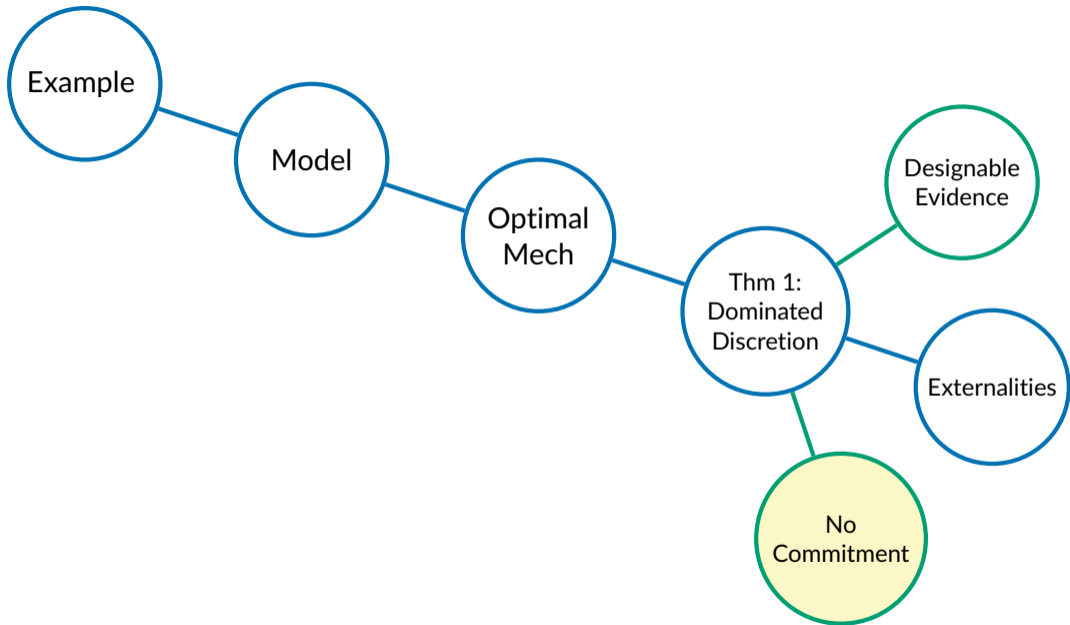 Example
Model
Optimal
Mech
Thm 1:
Dominated
Discretion
Designable
Evidence
Externalities
No
Commitment